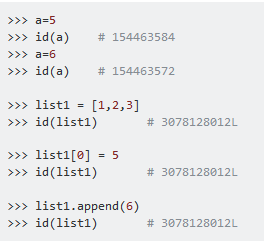 >>> a=5
>>> id(a)    # 154463584
>>> a=6
>>> id(a)    # 154463572
>>> list1 = [1,2,3]
>>> id(list1)       # 3078128012L
>>> list1[0] = 5
>>> id(list1)       # 3078128012L
>>> list1.append(6)
>>> id(list1)       # 3078128012L